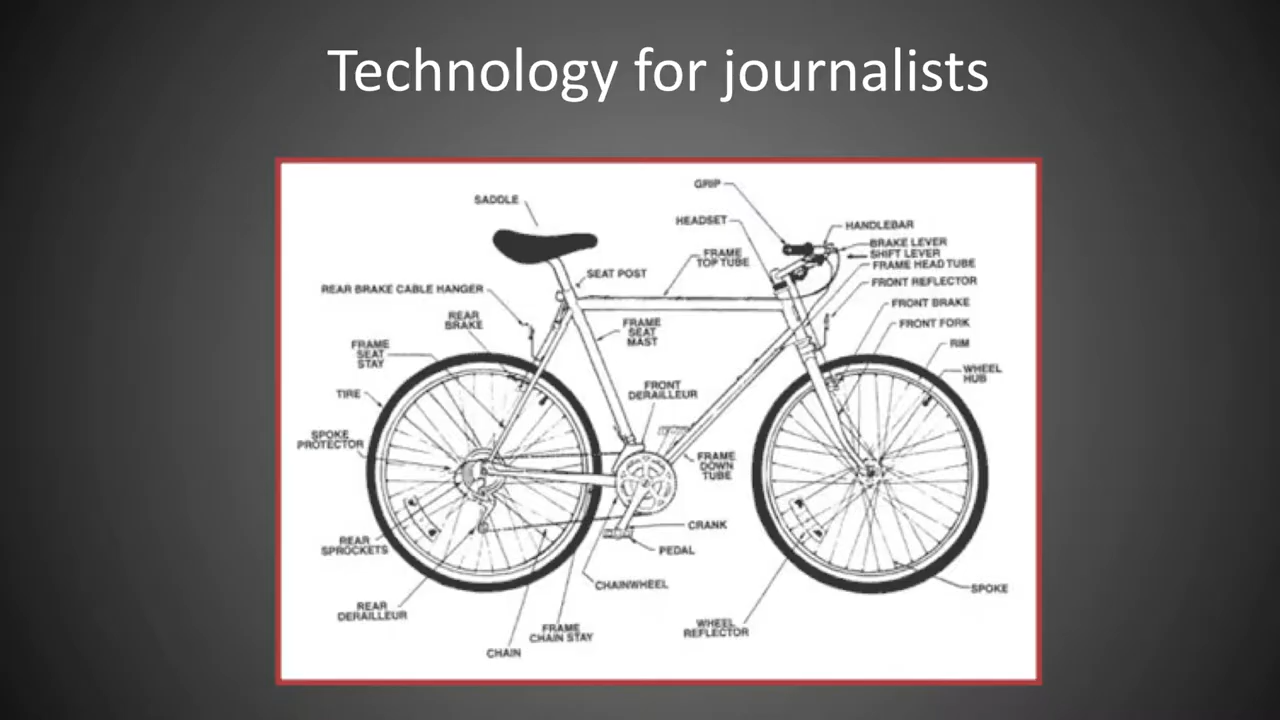 Technology for journalists
GRIP
SADDLE
HEADSET
HANDLEBAR
BRAKE LEVER
SHIFT LEVER
FRAME
TOP TUBE
FRAME HEAD TUBE
SEAT POST
FRONT REFLECTOR
REAR BRAKE CABLE HANGER
FRONT BRAKE
REAR
BRAKE
FRAME
SEAT
MAST
FRONT FORK
FRAME
SEAT
STAY
RIM
WHEEL
HUB
TIRE
FRONT
DERAILLEUR
SPOKE
PROTECTOR
FRAME
DOWN
TUBE
REAR
SPROCKETS
CRANK
PEDAL
CHAINWHEEL
SPOKE
REAR
DERAILLEUR
FRAME
CHAIN STAY
WHEEL
REFLECTOR
CHAIN